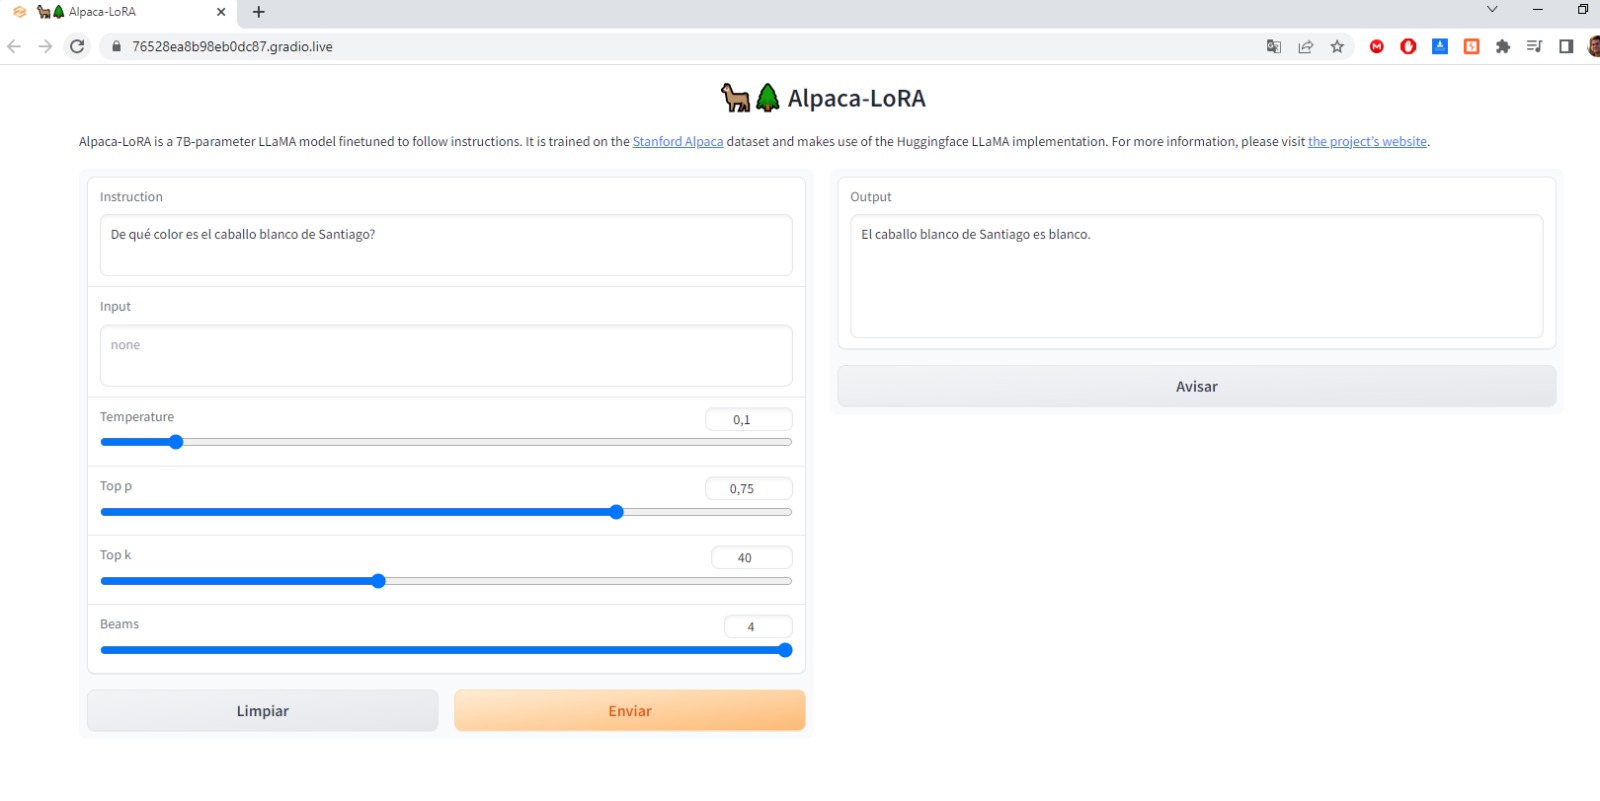 Alpaca-LoRA
76528ea8b98eb0dc87.gradio.live
Alpaca-LoRA
Alpaca-LoRA is a 7B-parameter LLaMA model finetuned to follow instructions. It is trained on the Stanford Alpaca dataset and makes use of the Huggingface LLaMA implementation. For more information, please visit the project's website.
Instruction
De qué color es el caballo blanco de Santiago?
Input
none
Temperature
0,1
Top p
0,75
Top k
40
Beams
4
Limpiar
Enviar
Output
El caballo blanco de Santiago es blanco.
Avisar